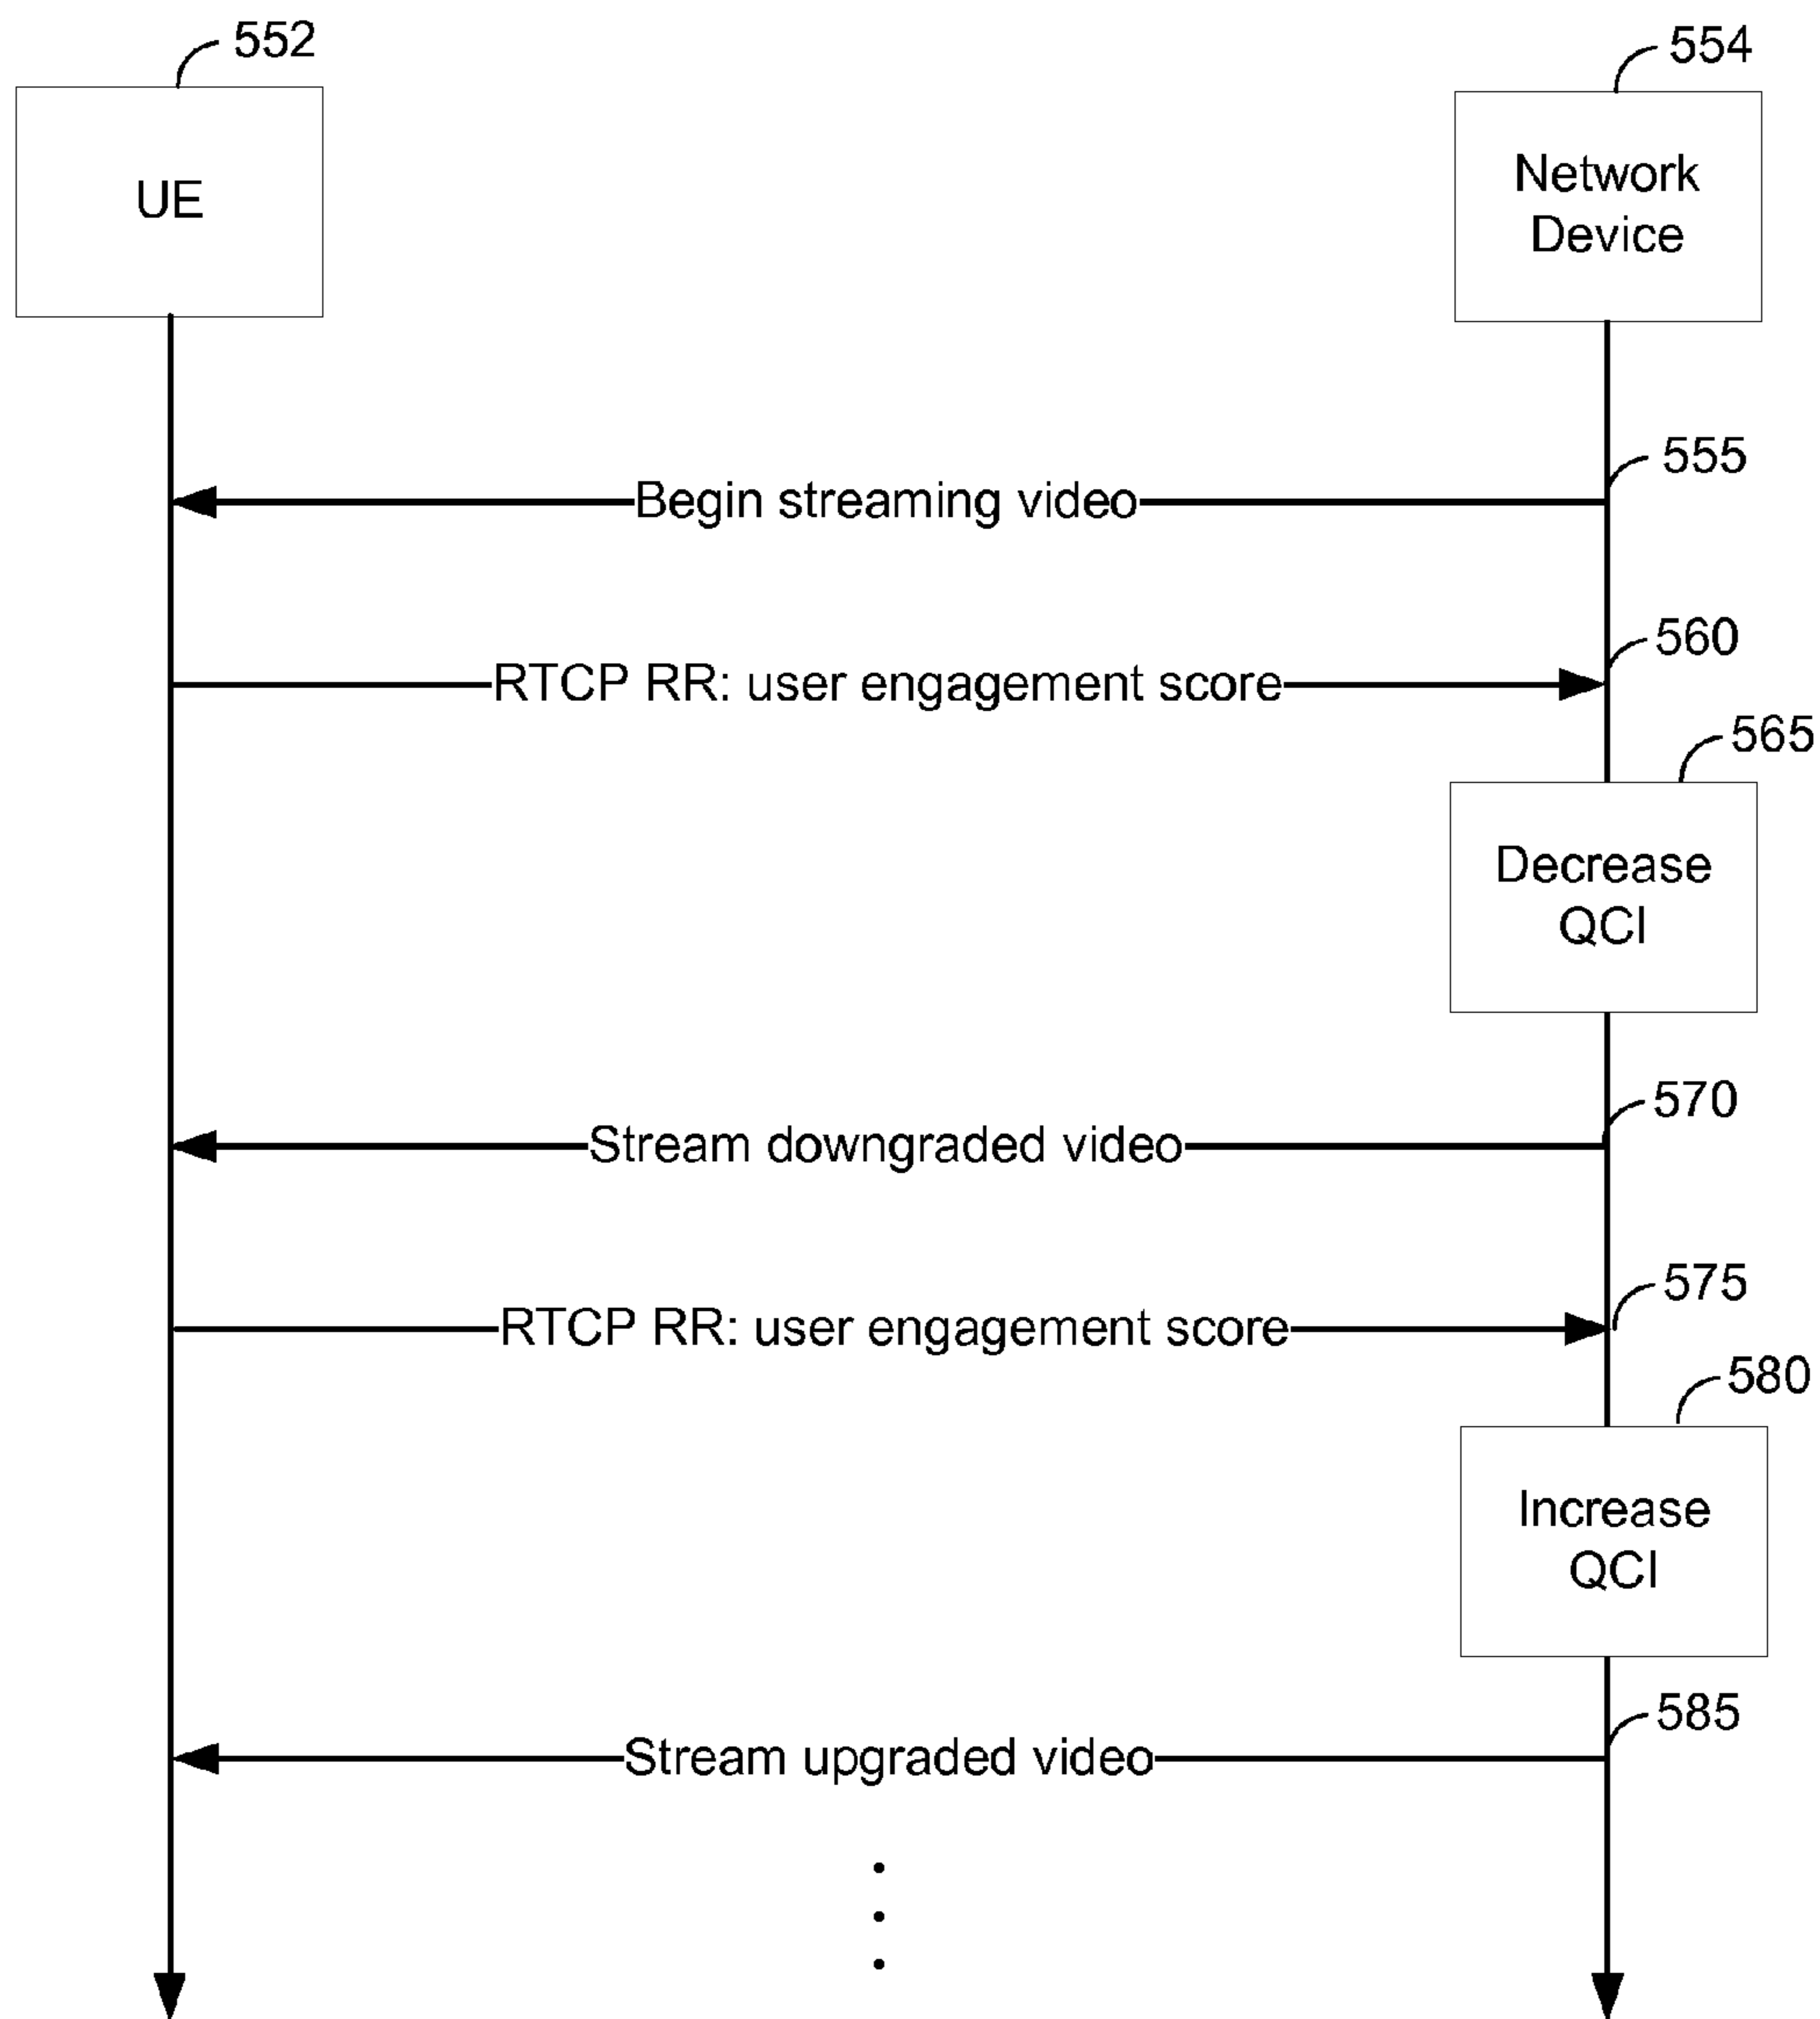 552
554
UE
Network
Device
555
Begin streaming video
560
RTCP RR: user engagement score
565
Decrease
QCI
570
Stream downgraded video
575
RTCP RR: user engagement score
580
Increase
QCI
585
Stream upgraded video